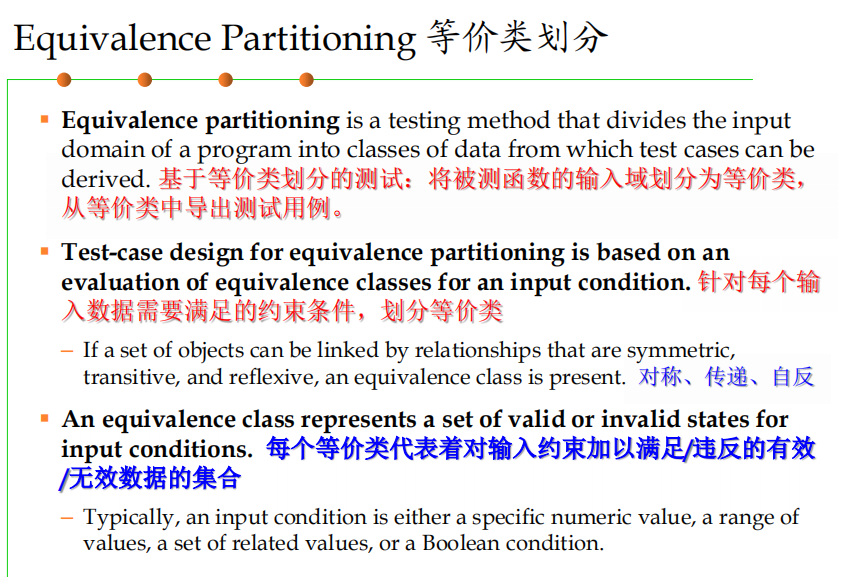 Equivalence Partitioning 等价类划分
Equivalence partitioning is a testing method that divides the input
domain of a program into classes of data from which test cases can be
derived. 基于等价类划分的测试：将被测函数的输入域划分为等价类，
从等价类中导出测试用例。
Test-case design for equivalence partitioning is based on an
evaluation of equivalence classes for an input condition. 针对每个输
入数据需要满足的约束条件，划分等价类
– If a set of objects can be linked by relationships that are symmetric,
transitive, and reflexive, an equivalence class is present. 对称、传递、自反
An equivalence class represents a set of valid or invalid states for
input conditions. 每个等价类代表着对输入约束加以满足/违反的有效
/无效数据的集合
– Typically, an input condition is either a specific numeric value, a range of
values, a set of related values, or a Boolean condition.